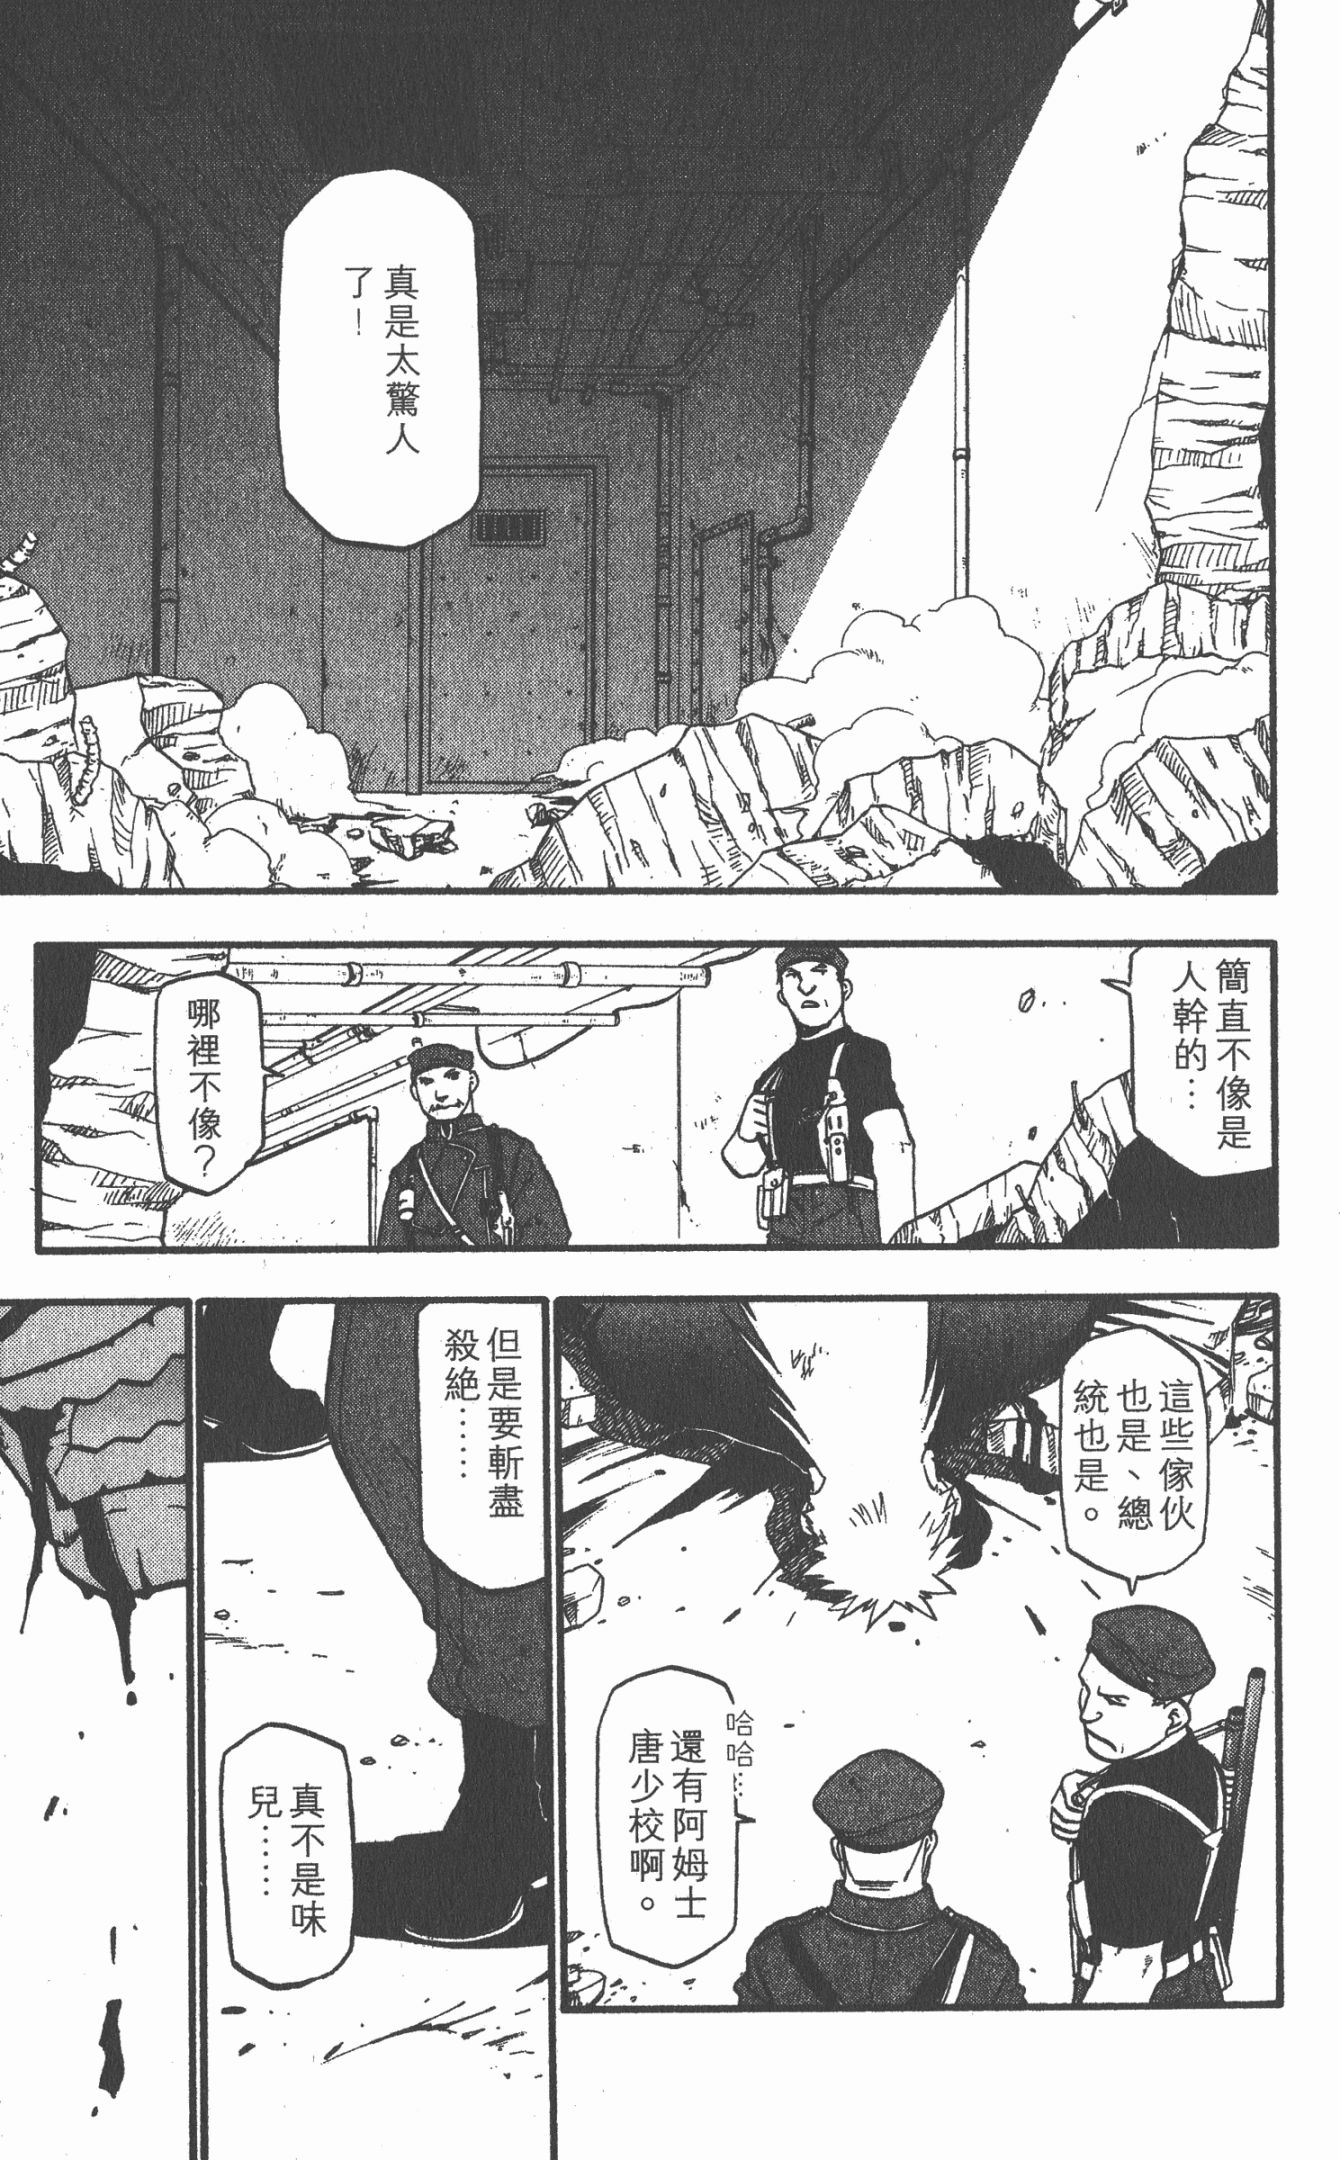 真是太驚人
了！
簡直不像是
人幹的…
哪裡不像？
這些傢伙
也是、總
統也是。
哈哈…
還有阿姆士
唐少校啊。
但是要斬盡
殺絕……
真不是味
兒……